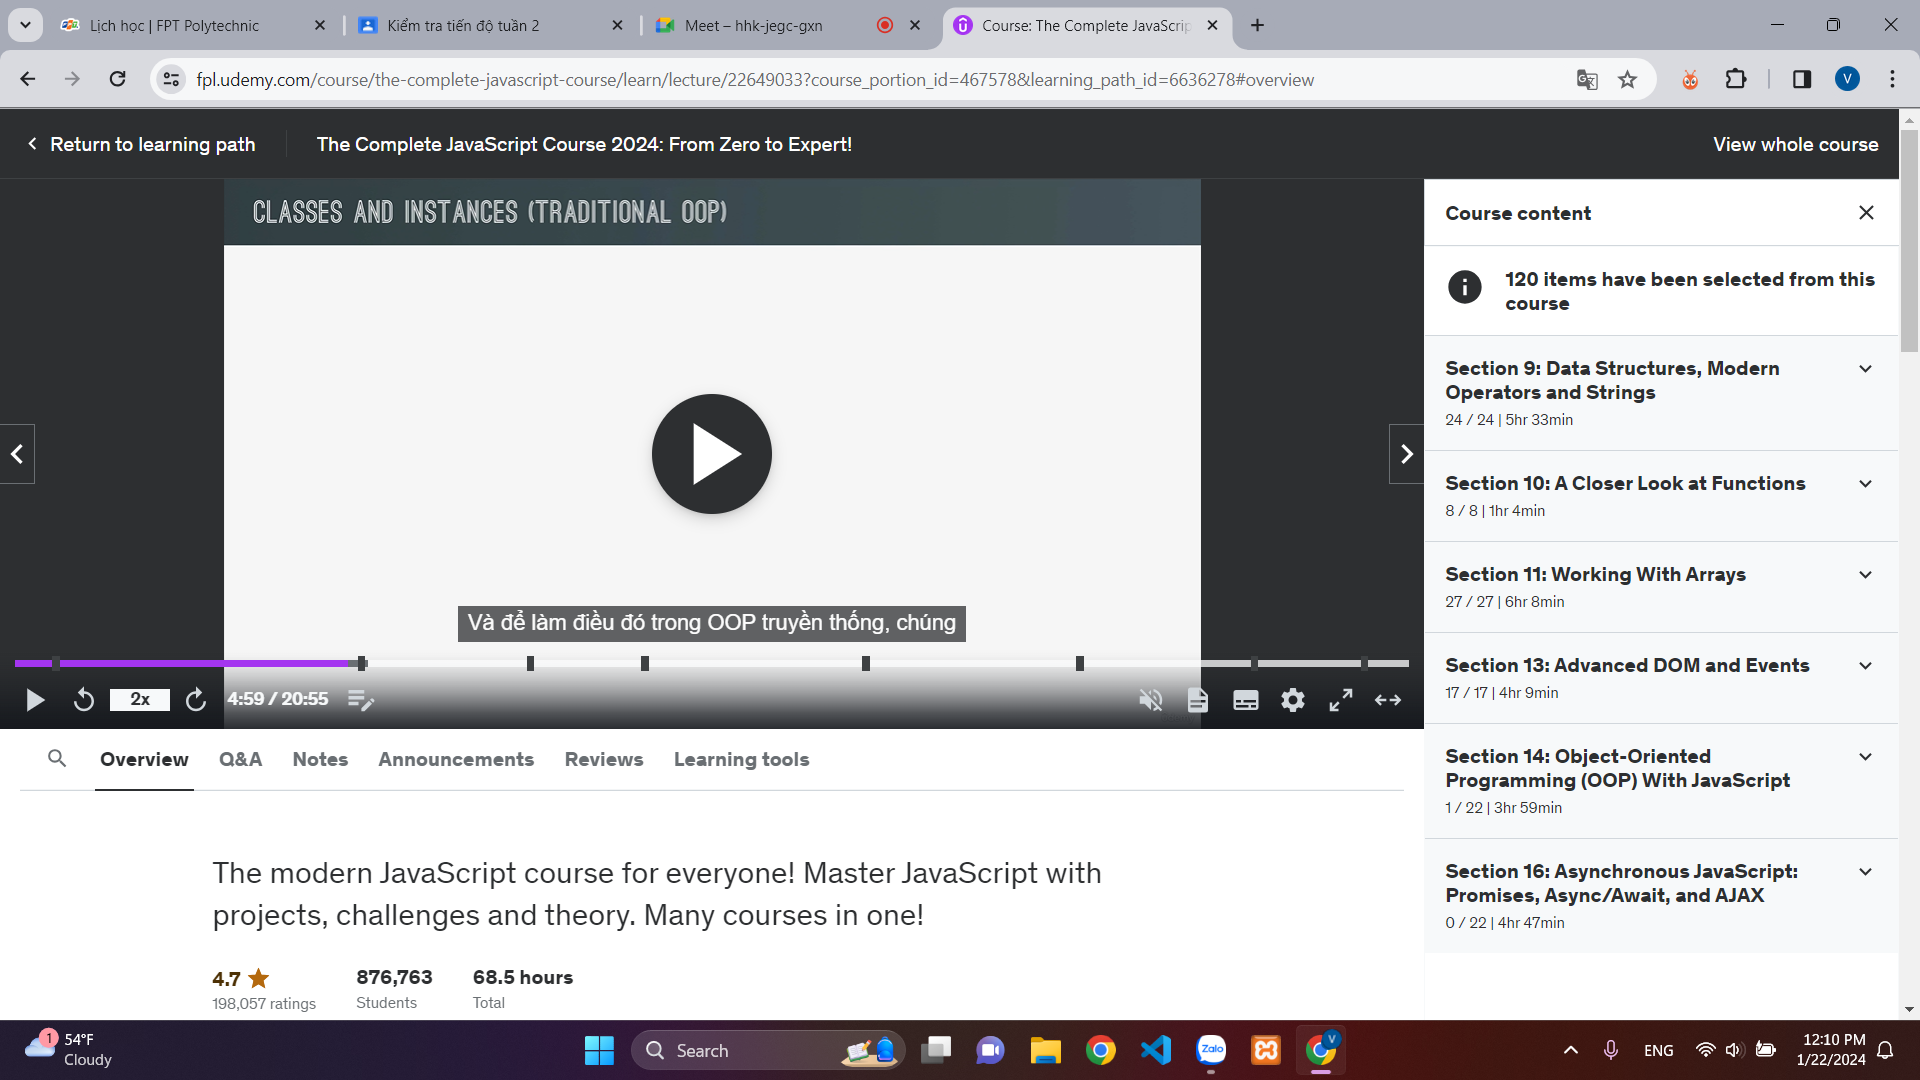 Lịch học | FPT Polytechnic
Kiểm tra tiến độ tuần 2
Meet – hhk-jegc-gxn
Course: The Complete JavaScrip
fpl.udemy.com/course/the-complete-javascript-course/learn/lecture/22649033?course_portion_id=467578&learning_path_id=6636278#overview
V
Return to learning path
The Complete JavaScript Course 2024: From Zero to Expert!
View whole course
CLASSES AND INSTANCES (TRADITIONAL OOP)
Và để làm điều đó trong OOP truyền thống, chúng
2x
4:59 / 20:55
Course content
120 items have been selected from this
course
Section 9: Data Structures, Modern
Operators and Strings
24 / 24 | 5hr 33min
Section 10: A Closer Look at Functions
8 / 8 | 1hr 4min
Section 11: Working With Arrays
27 / 27 | 6hr 8min
Section 13: Advanced DOM and Events
17 / 17 | 4hr 9min
Section 14: Object-Oriented
Programming (OOP) With JavaScript
1 / 22 | 3hr 59min
Section 16: Asynchronous JavaScript:
Promises, Async/Await, and AJAX
0 / 22 | 4hr 47min
Overview
Q&A
Notes
Announcements
Reviews
Learning tools
The modern JavaScript course for everyone! Master JavaScript with
projects, challenges and theory. Many courses in one!
4.7
198,057 ratings
876,763
Students
68.5 hours
Total
1
54°F
Cloudy
Search
Zalo
V
ENG
12:10 PM
1/22/2024